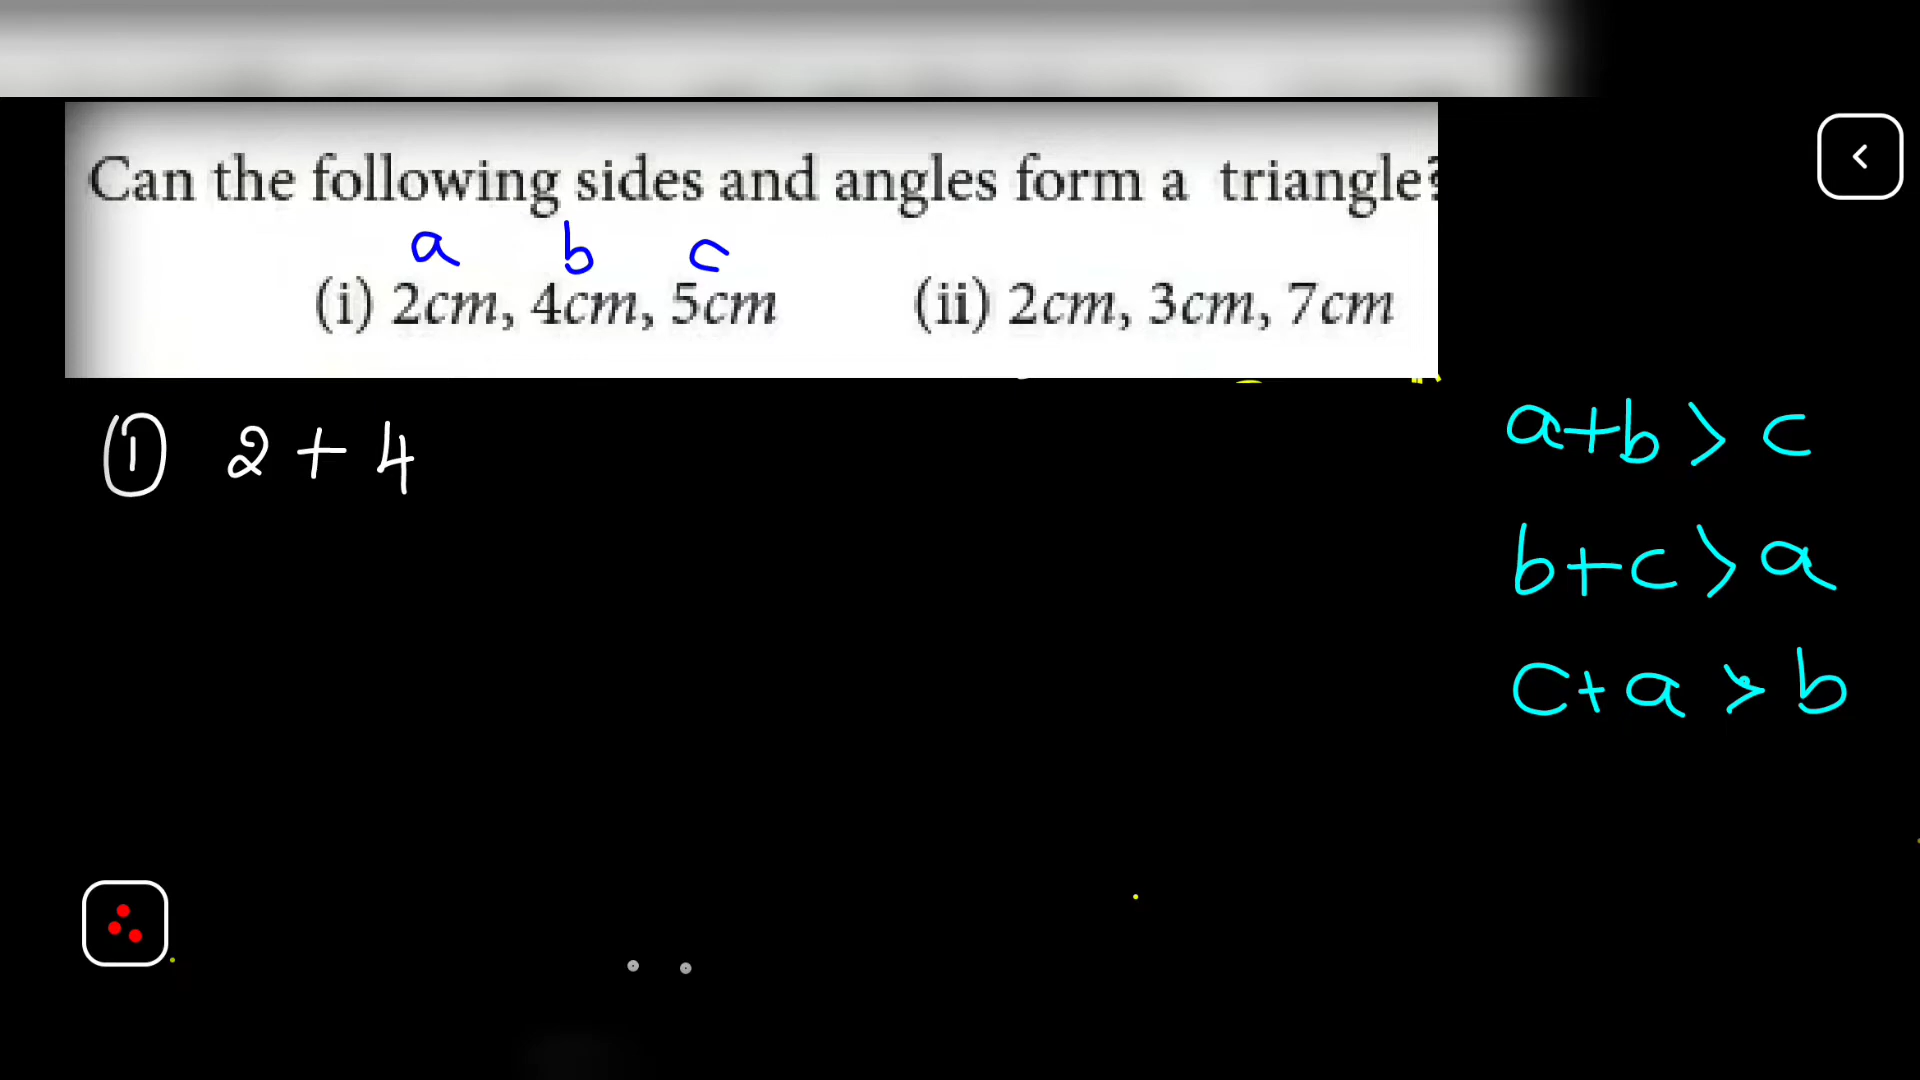 Can the following sides and angles form a triangle?
a b c
(i) 2cm, 4cm, 5cm (ii) 2cm, 3cm, 7cm
① 2 + 4
a+b > c
b+c > a
c+a > b